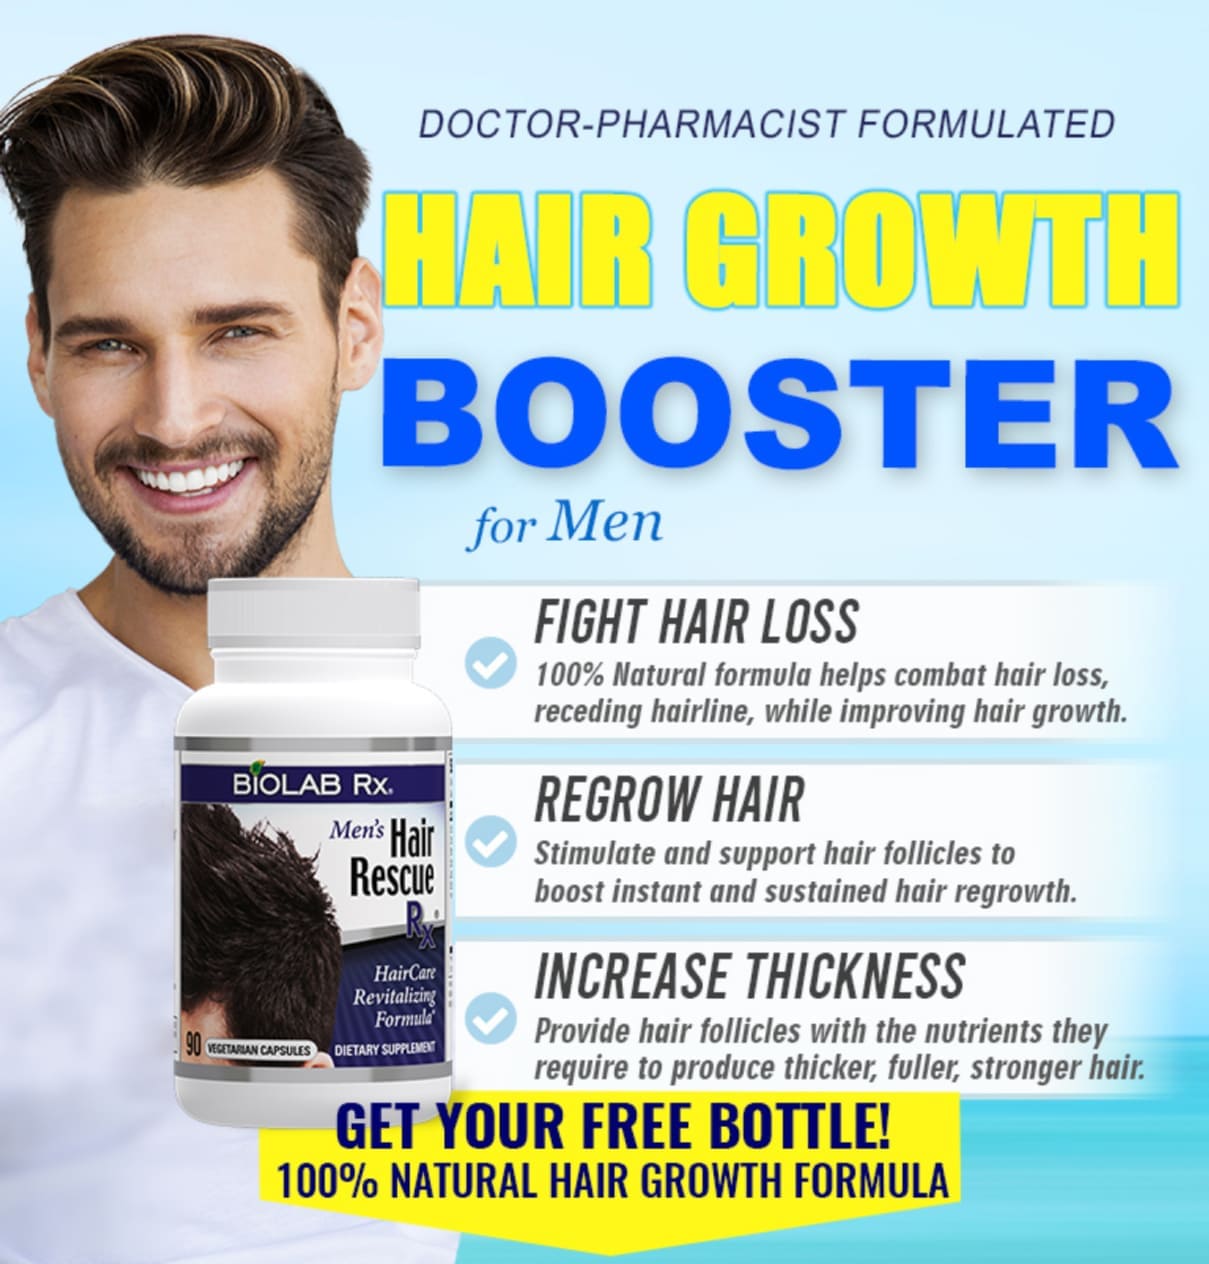 DOCTOR-PHARMACIST FORMULATED
HAIR GROWTH
BOOSTER
for Men
FIGHT HAIR LOSS
100% Natural formula helps combat hair loss,
receding hairline, while improving hair growth.
REGROW HAIR
Stimulate and support hair follicles to
boost instant and sustained hair regrowth.
INCREASE THICKNESS
Provide hair follicles with the nutrients they
require to produce thicker, fuller, stronger hair.
BIOLAB Rx®
Men's Hair
Rescue
Rx®
HairCare
Revitalizing
Formula*
90 VEGETARIAN CAPSULES
DIETARY SUPPLEMENT
GET YOUR FREE BOTTLE!
100% NATURAL HAIR GROWTH FORMULA